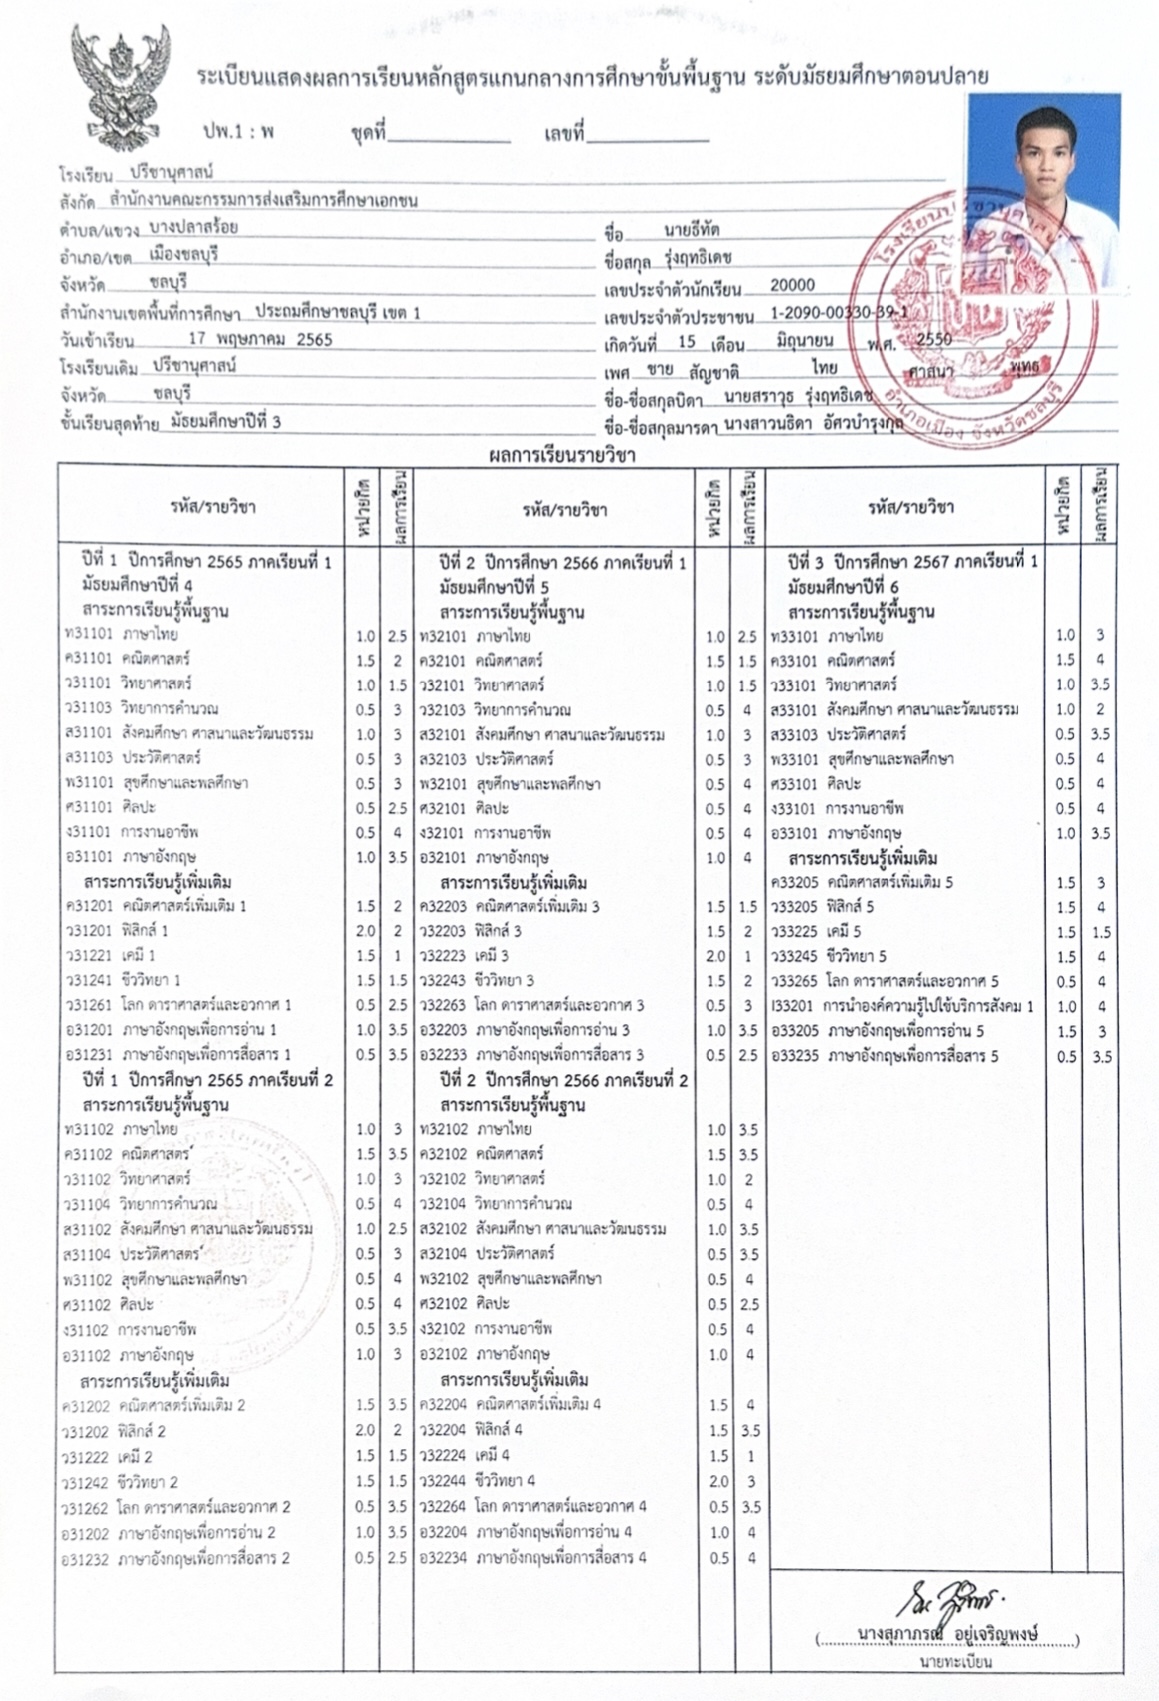 ระเบียนแสดงผลการเรียนหลักสูตรแกนกลางการศึกษาขั้นพื้นฐาน ระดับมัธยมศึกษาตอนปลาย
ปพ.1 : พ ชุดที่ เลขที่
โรงเรียน ปรีชานุศาสน์
สังกัด สำนักงานคณะกรรมการส่งเสริมการศึกษาเอกชน
ตำบล/แขวง บางปลาสร้อย
อำเภอ/เขต เมืองชลบุรี
จังหวัด ชลบุรี
สำนักงานเขตพื้นที่การศึกษา ประถมศึกษาชลบุรี เขต 1
วันเข้าเรียน 17 พฤษภาคม 2565
โรงเรียนเดิม ปรีชานุศาสน์
จังหวัด ชลบุรี
ชั้นเรียนสุดท้าย มัธยมศึกษาปีที่ 3
ชื่อ นายธีทัต
ชื่อสกุล รุ่งฤทธิเดช
เลขประจำตัวนักเรียน 20000
เลขประจำตัวประชาชน 1-2090-00330-39-1
เกิดวันที่ 15 เดือน มิถุนายน พ.ศ. 2550
เพศ ชาย สัญชาติ ไทย ศาสนา พุทธ
ชื่อ-ชื่อสกุลบิดา นายสราวุธ รุ่งฤทธิเดช
ชื่อ-ชื่อสกุลมารดา นางสาวนธิดา อัศวบำรุงกุล
โรงเรียนปรีชานุศาสน์
อำเภอเมือง จังหวัดชลบุรี
ผลการเรียนรายวิชา
รหัส/รายวิชา หน่วยกิต ผลการเรียน
ปีที่ 1 ปีการศึกษา 2565 ภาคเรียนที่ 1
มัธยมศึกษาปีที่ 4
สาระการเรียนรู้พื้นฐาน
ท31101 ภาษาไทย 1.0 2.5
ค31101 คณิตศาสตร์ 1.5 2
ว31101 วิทยาศาสตร์ 1.0 1.5
ว31103 วิทยาการคำนวณ 0.5 3
ส31101 สังคมศึกษา ศาสนาและวัฒนธรรม 1.0 3
ส31103 ประวัติศาสตร์ 0.5 3
พ31101 สุขศึกษาและพลศึกษา 0.5 3
ศ31101 ศิลปะ 0.5 2.5
ง31101 การงานอาชีพ 0.5 4
อ31101 ภาษาอังกฤษ 1.0 3.5
สาระการเรียนรู้เพิ่มเติม
ค31201 คณิตศาสตร์เพิ่มเติม 1 1.5 2
ว31201 ฟิสิกส์ 1 2.0 2
ว31221 เคมี 1 1.5 1
ว31241 ชีววิทยา 1 1.5 1.5
ว31261 โลก ดาราศาสตร์และอวกาศ 1 0.5 2.5
อ31201 ภาษาอังกฤษเพื่อการอ่าน 1 1.0 3.5
อ31231 ภาษาอังกฤษเพื่อการสื่อสาร 1 0.5 3.5
ปีที่ 1 ปีการศึกษา 2565 ภาคเรียนที่ 2
สาระการเรียนรู้พื้นฐาน
ท31102 ภาษาไทย 1.0 3
ค31102 คณิตศาสตร์ 1.5 3.5
ว31102 วิทยาศาสตร์ 1.0 3
ว31104 วิทยาการคำนวณ 0.5 4
ส31102 สังคมศึกษา ศาสนาและวัฒนธรรม 1.0 2.5
ส31104 ประวัติศาสตร์ 0.5 3
พ31102 สุขศึกษาและพลศึกษา 0.5 4
ศ31102 ศิลปะ 0.5 4
ง31102 การงานอาชีพ 0.5 3.5
อ31102 ภาษาอังกฤษ 1.0 3
สาระการเรียนรู้เพิ่มเติม
ค31202 คณิตศาสตร์เพิ่มเติม 2 1.5 3.5
ว31202 ฟิสิกส์ 2 2.0 2
ว31222 เคมี 2 1.5 1.5
ว31242 ชีววิทยา 2 1.5 1.5
ว31262 โลก ดาราศาสตร์และอวกาศ 2 0.5 3.5
อ31202 ภาษาอังกฤษเพื่อการอ่าน 2 1.0 3.5
อ31232 ภาษาอังกฤษเพื่อการสื่อสาร 2 0.5 2.5
รหัส/รายวิชา หน่วยกิต ผลการเรียน
ปีที่ 2 ปีการศึกษา 2566 ภาคเรียนที่ 1
มัธยมศึกษาปีที่ 5
สาระการเรียนรู้พื้นฐาน
ท32101 ภาษาไทย 1.0 2.5
ค32101 คณิตศาสตร์ 1.5 1.5
ว32101 วิทยาศาสตร์ 1.0 1.5
ว32103 วิทยาการคำนวณ 0.5 4
ส32101 สังคมศึกษา ศาสนาและวัฒนธรรม 1.0 3
ส32103 ประวัติศาสตร์ 0.5 3
พ32101 สุขศึกษาและพลศึกษา 0.5 4
ศ32101 ศิลปะ 0.5 4
ง32101 การงานอาชีพ 0.5 4
อ32101 ภาษาอังกฤษ 1.0 4
สาระการเรียนรู้เพิ่มเติม
ค32203 คณิตศาสตร์เพิ่มเติม 3 1.5 1.5
ว32203 ฟิสิกส์ 3 1.5 2
ว32223 เคมี 3 2.0 1
ว32243 ชีววิทยา 3 1.5 2
ว32263 โลก ดาราศาสตร์และอวกาศ 3 0.5 3
อ32203 ภาษาอังกฤษเพื่อการอ่าน 3 1.0 3.5
อ32233 ภาษาอังกฤษเพื่อการสื่อสาร 3 0.5 2.5
ปีที่ 2 ปีการศึกษา 2566 ภาคเรียนที่ 2
สาระการเรียนรู้พื้นฐาน
ท32102 ภาษาไทย 1.0 3.5
ค32102 คณิตศาสตร์ 1.5 3.5
ว32102 วิทยาศาสตร์ 1.0 2
ว32104 วิทยาการคำนวณ 0.5 4
ส32102 สังคมศึกษา ศาสนาและวัฒนธรรม 1.0 3.5
ส32104 ประวัติศาสตร์ 0.5 3.5
พ32102 สุขศึกษาและพลศึกษา 0.5 4
ศ32102 ศิลปะ 0.5 2.5
ง32102 การงานอาชีพ 0.5 4
อ32102 ภาษาอังกฤษ 1.0 4
สาระการเรียนรู้เพิ่มเติม
ค32204 คณิตศาสตร์เพิ่มเติม 4 1.5 4
ว32204 ฟิสิกส์ 4 1.5 3.5
ว32224 เคมี 4 1.5 1
ว32244 ชีววิทยา 4 2.0 3
ว32264 โลก ดาราศาสตร์และอวกาศ 4 0.5 3.5
อ32204 ภาษาอังกฤษเพื่อการอ่าน 4 1.0 4
อ32234 ภาษาอังกฤษเพื่อการสื่อสาร 4 0.5 4
รหัส/รายวิชา หน่วยกิต ผลการเรียน
ปีที่ 3 ปีการศึกษา 2567 ภาคเรียนที่ 1
มัธยมศึกษาปีที่ 6
สาระการเรียนรู้พื้นฐาน
ท33101 ภาษาไทย 1.0 3
ค33101 คณิตศาสตร์ 1.5 4
ว33101 วิทยาศาสตร์ 1.0 3.5
ส33101 สังคมศึกษา ศาสนาและวัฒนธรรม 1.0 2
ส33103 ประวัติศาสตร์ 0.5 3.5
พ33101 สุขศึกษาและพลศึกษา 0.5 4
ศ33101 ศิลปะ 0.5 4
ง33101 การงานอาชีพ 0.5 4
อ33101 ภาษาอังกฤษ 1.0 3.5
สาระการเรียนรู้เพิ่มเติม
ค33205 คณิตศาสตร์เพิ่มเติม 5 1.5 3
ว33205 ฟิสิกส์ 5 1.5 4
ว33225 เคมี 5 1.5 1.5
ว33245 ชีววิทยา 5 1.5 4
ว33265 โลก ดาราศาสตร์และอวกาศ 5 0.5 4
I33201 การนำองค์ความรู้ไปใช้บริการสังคม 1 1.0 4
อ33205 ภาษาอังกฤษเพื่อการอ่าน 5 1.5 3
อ33235 ภาษาอังกฤษเพื่อการสื่อสาร 5 0.5 3.5
(นางสุภาภรณ์ อยู่เจริญพงษ์)
นายทะเบียน